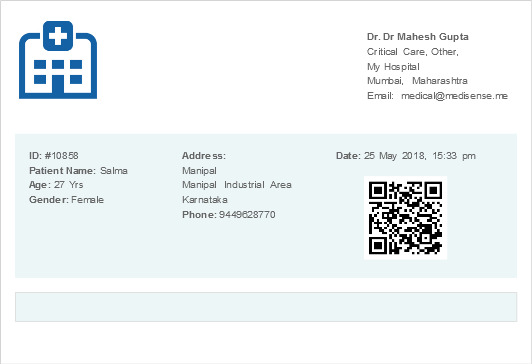 Dr. Dr Mahesh Gupta
Critical Care, Other,
My Hospital
Mumbai, Maharashtra
Email: medical@medisense.me
ID: #10858
Patient Name: Salma
Age: 27 Yrs
Gender: Female
Address:
Manipal
Manipal Industrial Area
Karnataka
Phone: 9449628770
Date: 25 May 2018, 15:33 pm